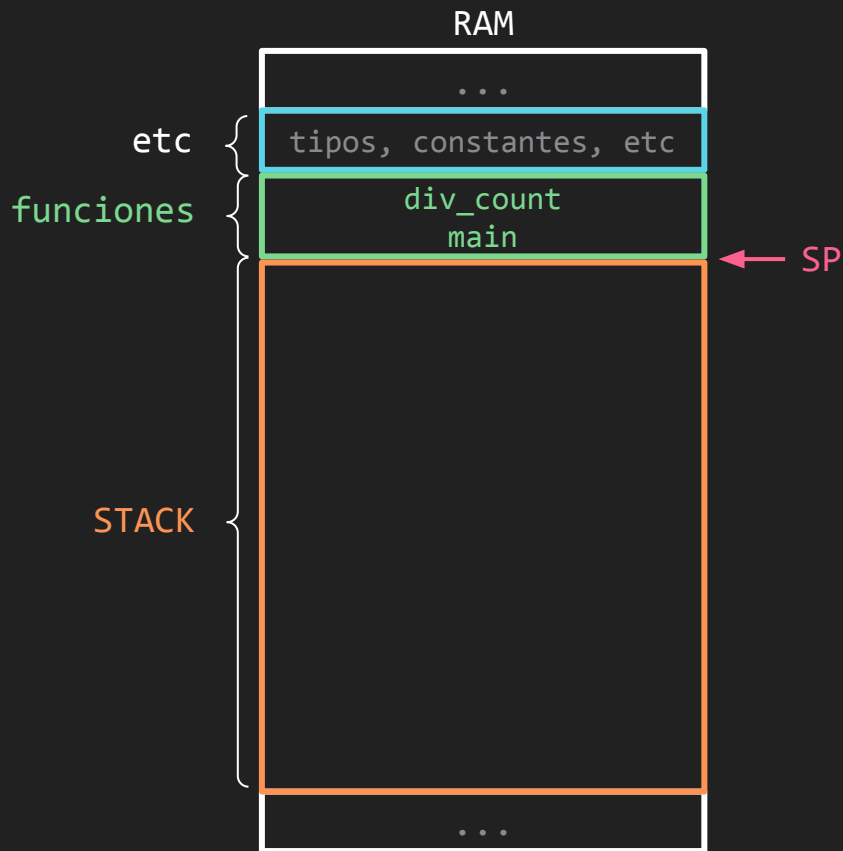 RAM
...
etc
tipos, constantes, etc
funciones
div_count
main
SP
STACK
...